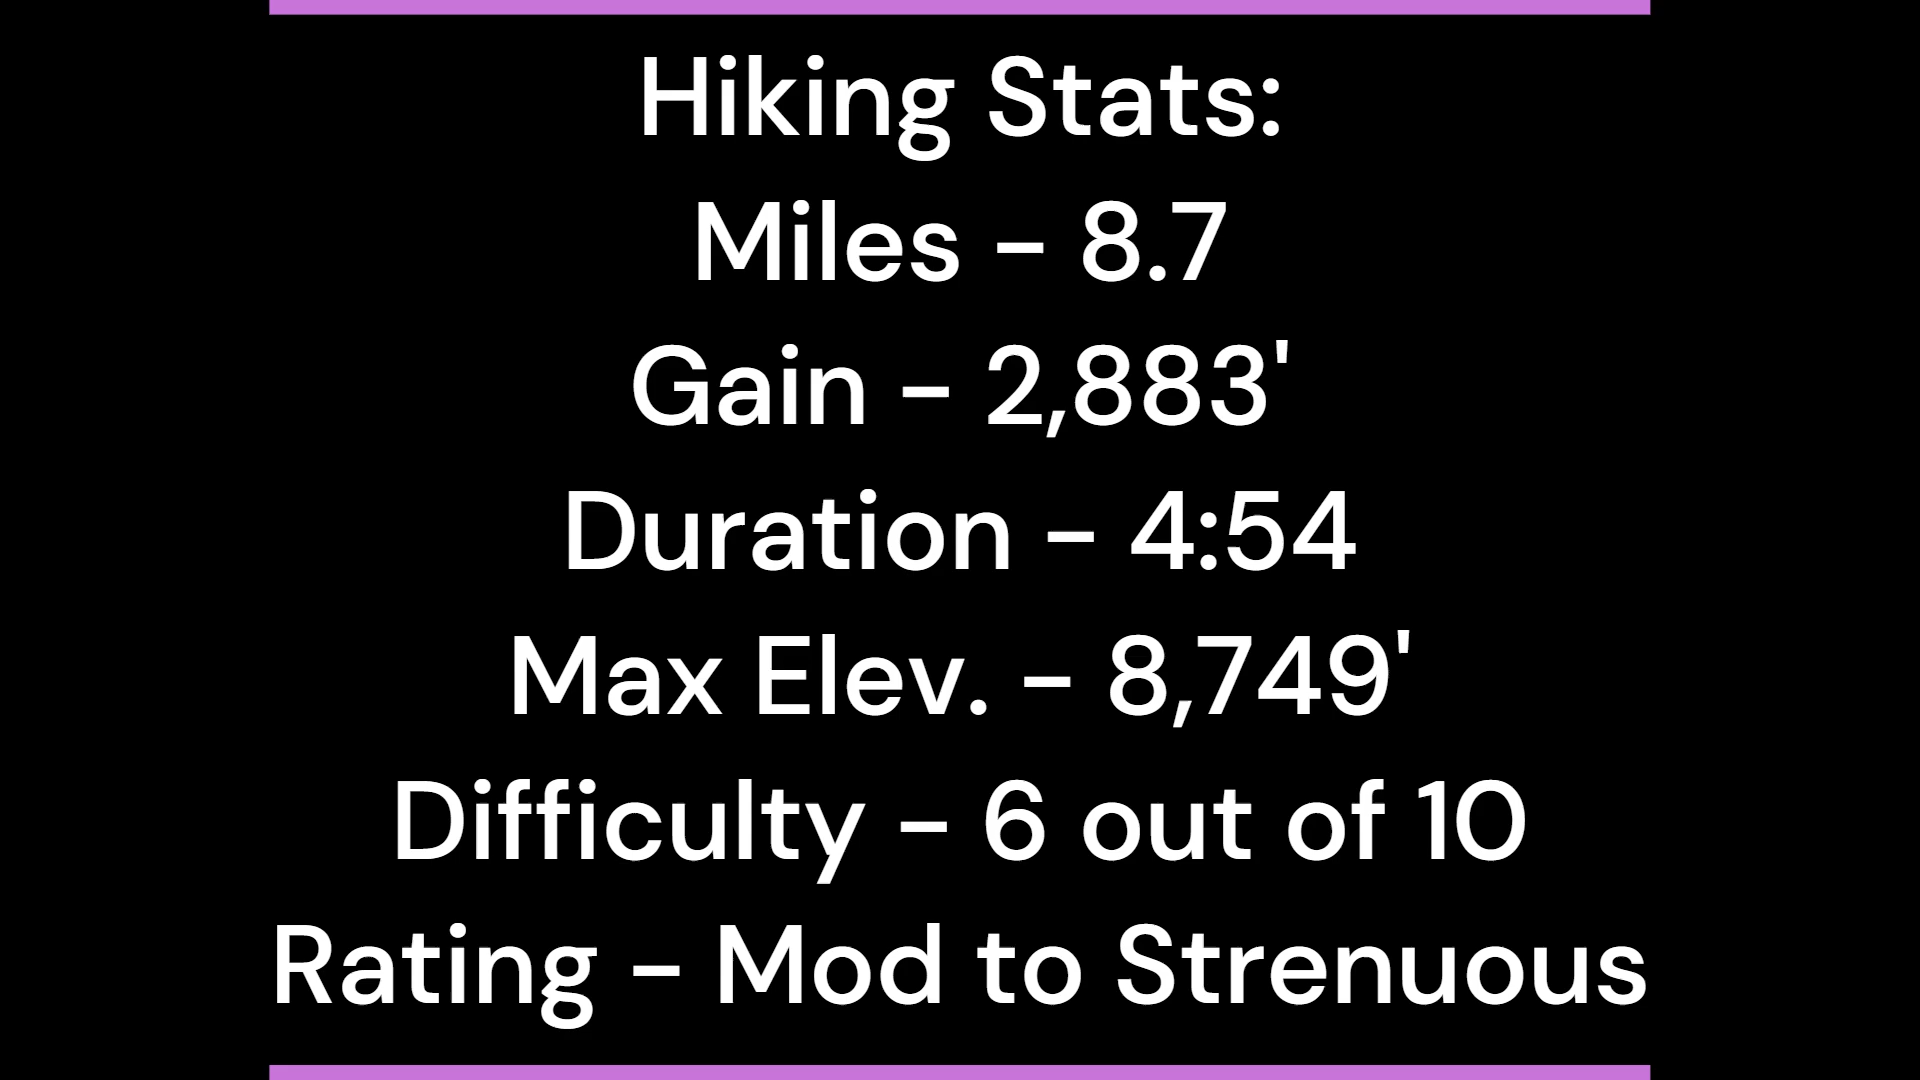 Hiking Stats:
Miles - 8.7
Gain - 2,883'
Duration - 4:54
Max Elev. - 8,749'
Difficulty - 6 out of 10
Rating - Mod to Strenuous